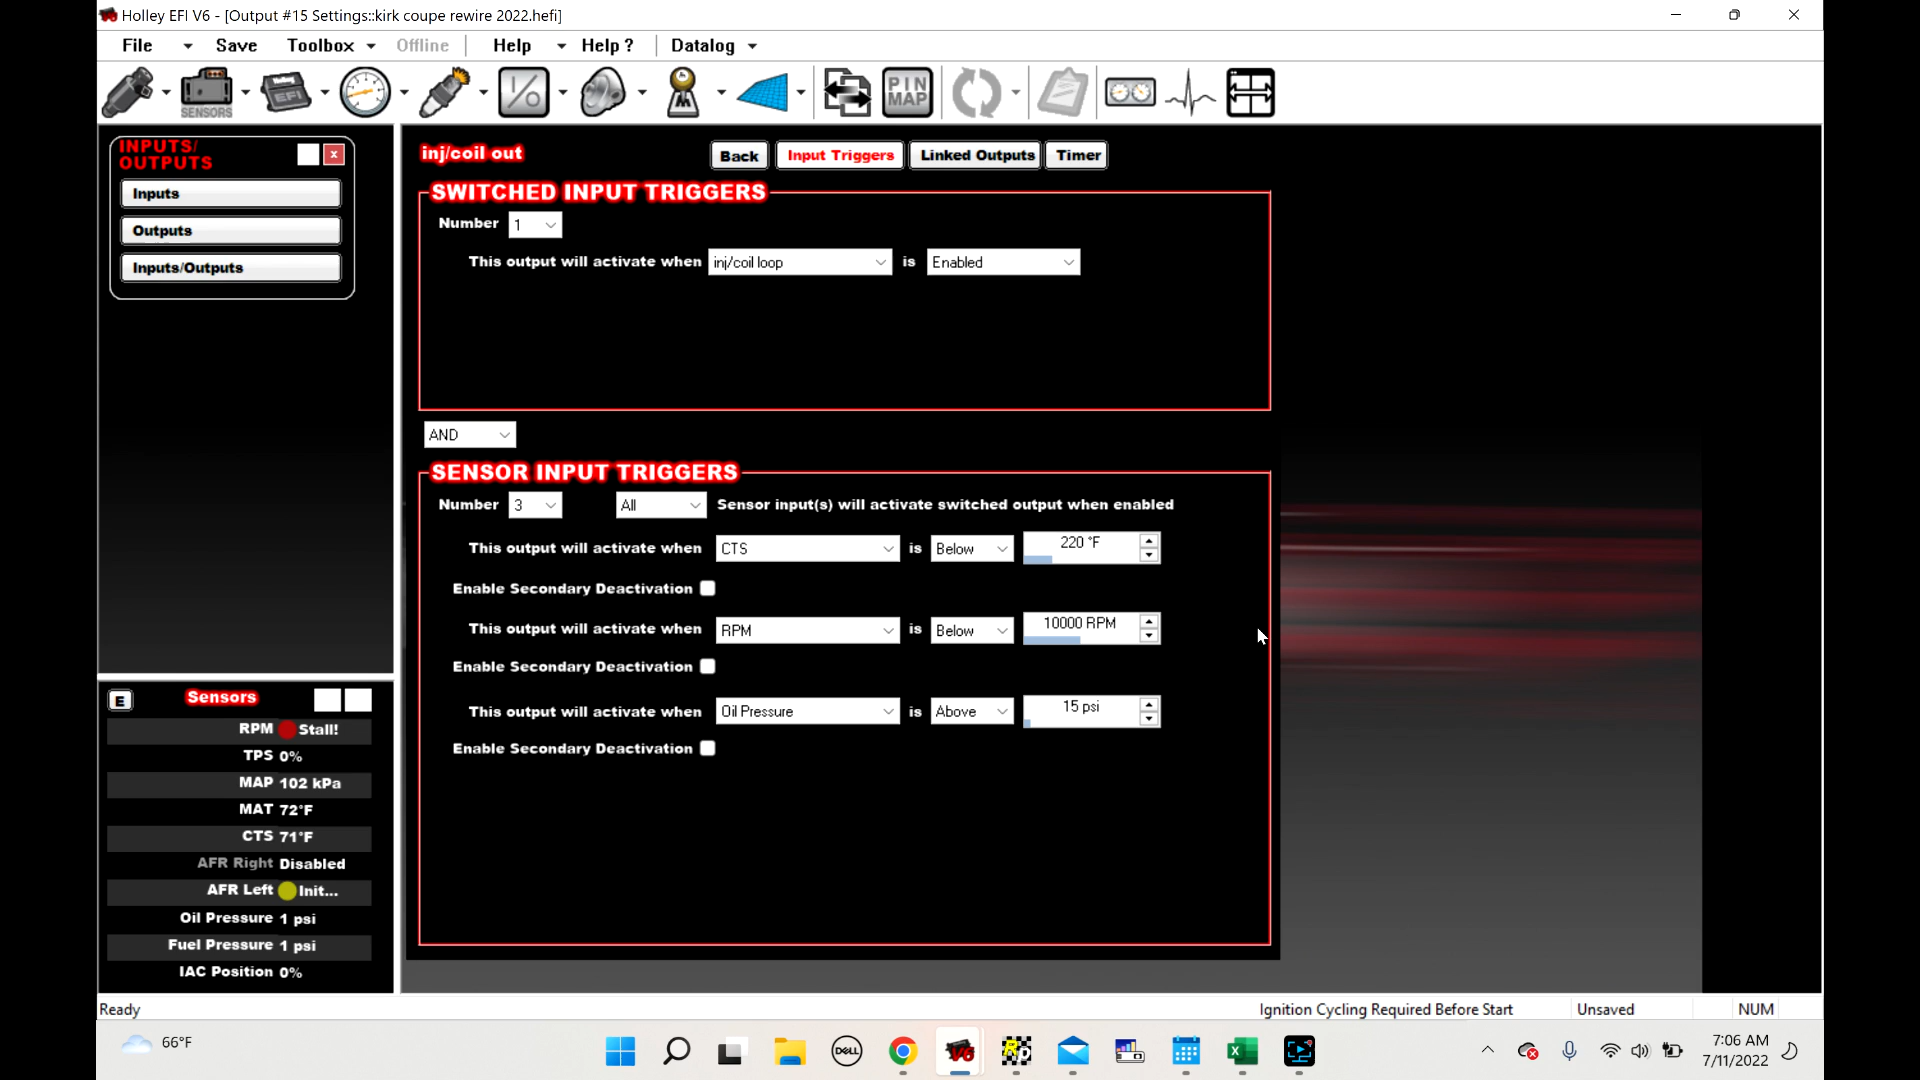 Holley EFI V6 - [Output #15 Settings::kirk coupe rewire 2022.hefi]
File Save Toolbox Offline Help Help ? Datalog
SENSORS EFI I/O PIN MAP
INPUTS/
OUTPUTS
x
Inputs
Outputs
Inputs/Outputs
inj/coil out Back Input Triggers Linked Outputs Timer
SWITCHED INPUT TRIGGERS
Number 1
This output will activate when inj/coil loop is Enabled
AND
SENSOR INPUT TRIGGERS
Number 3 All Sensor input(s) will activate switched output when enabled
This output will activate when CTS is Below 220 °F
Enable Secondary Deactivation
This output will activate when RPM is Below 10000 RPM
Enable Secondary Deactivation
This output will activate when Oil Pressure is Above 15 psi
Enable Secondary Deactivation
E Sensors
RPM Stall!
TPS 0%
MAP 102 kPa
MAT 72°F
CTS 71°F
AFR Right Disabled
AFR Left Init...
Oil Pressure 1 psi
Fuel Pressure 1 psi
IAC Position 0%
Ready Ignition Cycling Required Before Start Unsaved NUM
66°F DELL V6 7:06 AM
7/11/2022